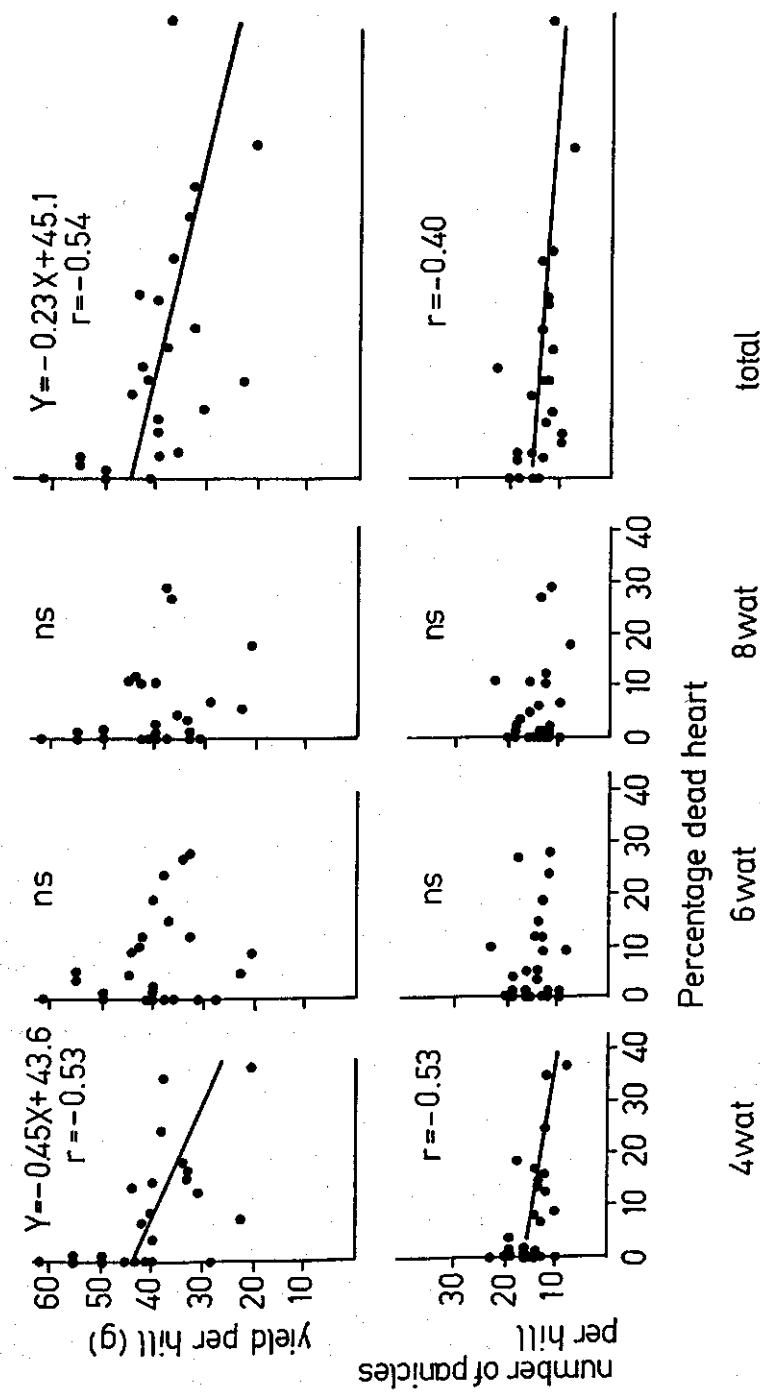 yield per hill (g)
60
50
40
30
20
10
Y=-0.45X+43.6
r=-0.53
ns
ns
Y=-0.23X+45.1
r=-0.54
number of panicles
per hill
30
20
10
r=-0.53
ns
ns
r=-0.40
0 10 20 30 40
0 10 20 30 40
0 10 20 30 40
Percentage dead heart
4wat 6wat 8wat total